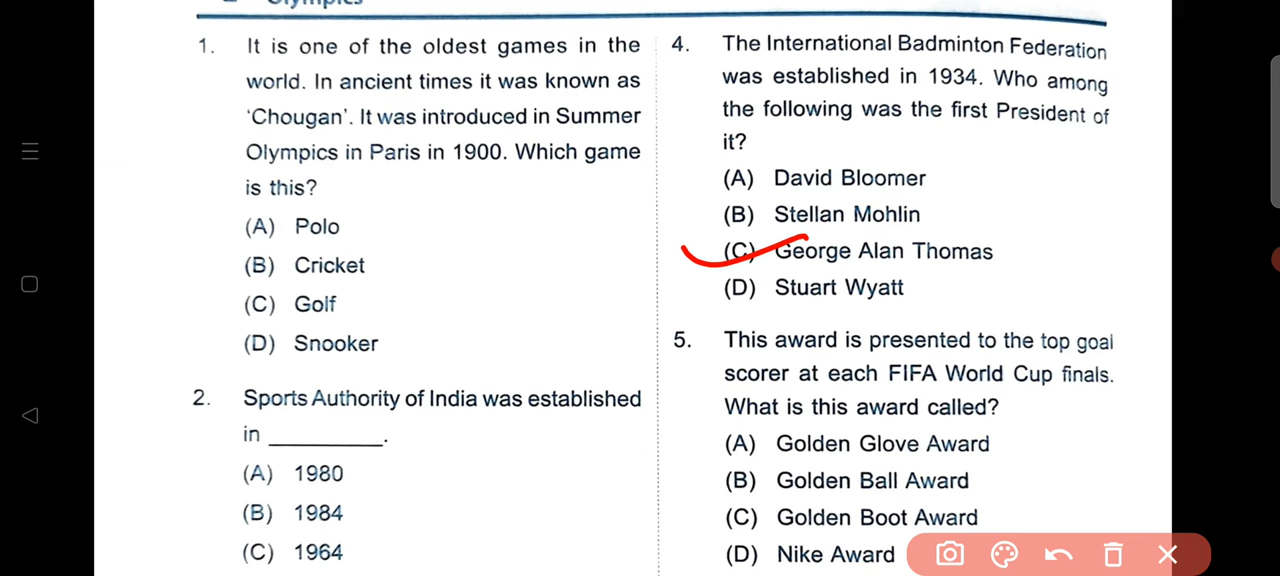 Olympics
1. It is one of the oldest games in the
world. In ancient times it was known as
‘Chougan’. It was introduced in Summer
Olympics in Paris in 1900. Which game
is this?
(A) Polo
(B) Cricket
(C) Golf
(D) Snooker
2. Sports Authority of India was established
in __________.
(A) 1980
(B) 1984
(C) 1964
4. The International Badminton Federation
was established in 1934. Who among
the following was the first President of
it?
(A) David Bloomer
(B) Stellan Mohlin
(C) George Alan Thomas
(D) Stuart Wyatt
5. This award is presented to the top goal
scorer at each FIFA World Cup finals.
What is this award called?
(A) Golden Glove Award
(B) Golden Ball Award
(C) Golden Boot Award
(D) Nike Award